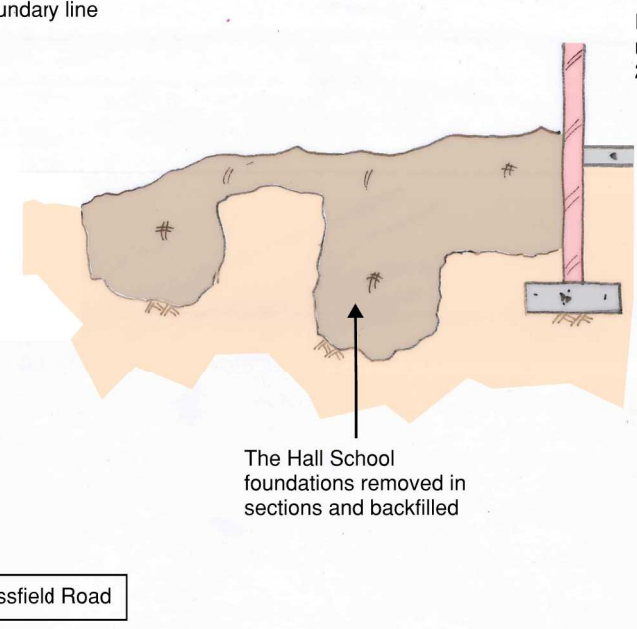 undary line
The Hall School
foundations removed in
sections and backfilled
ssfield Road